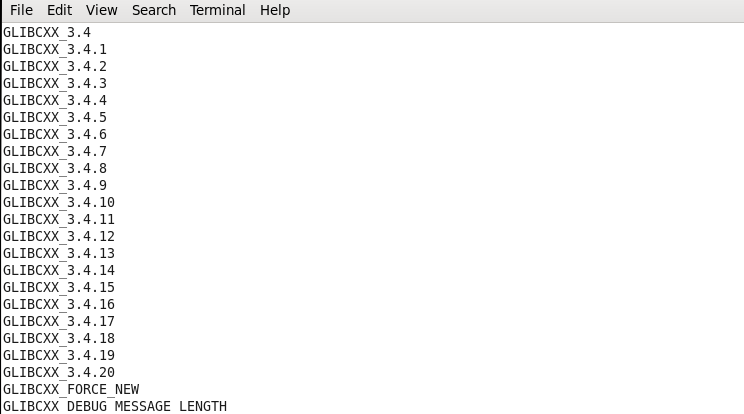 File Edit View Search Terminal Help
GLIBCXX_3.4
GLIBCXX_3.4.1
GLIBCXX_3.4.2
GLIBCXX_3.4.3
GLIBCXX_3.4.4
GLIBCXX_3.4.5
GLIBCXX_3.4.6
GLIBCXX_3.4.7
GLIBCXX_3.4.8
GLIBCXX_3.4.9
GLIBCXX_3.4.10
GLIBCXX_3.4.11
GLIBCXX_3.4.12
GLIBCXX_3.4.13
GLIBCXX_3.4.14
GLIBCXX_3.4.15
GLIBCXX_3.4.16
GLIBCXX_3.4.17
GLIBCXX_3.4.18
GLIBCXX_3.4.19
GLIBCXX_3.4.20
GLIBCXX_FORCE_NEW
GLIBCXX_DEBUG_MESSAGE_LENGTH